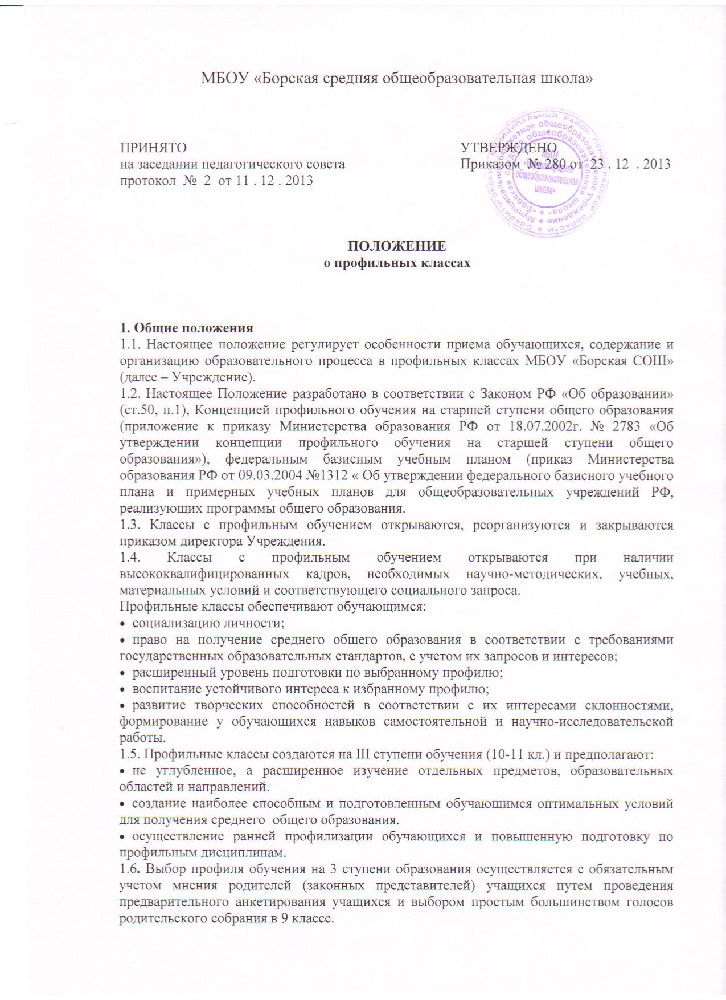 МБОУ «Борская средняя общеобразовательная школа»
ПРИНЯТО
на заседании педагогического совета
протокол № 2 от 11 . 12 . 2013
УТВЕРЖДЕНО
Приказом № 280 от 23 . 12 . 2013
МБОУ
«Борская средняя
общеобразовательная
школа»
ПОЛОЖЕНИЕ
о профильных классах
1. Общие положения
1.1. Настоящее положение регулирует особенности приема обучающихся, содержание и
организацию образовательного процесса в профильных классах МБОУ «Борская СОШ»
(далее – Учреждение).
1.2. Настоящее Положение разработано в соответствии с Законом РФ «Об образовании»
(ст.50, п.1), Концепцией профильного обучения на старшей ступени общего образования
(приложение к приказу Министерства образования РФ от 18.07.2002г. № 2783 «Об
утверждении концепции профильного обучения на старшей ступени общего
образования»), федеральным базисным учебным планом (приказ Министерства
образования РФ от 09.03.2004 №1312 « Об утверждении федерального базисного учебного
плана и примерных учебных планов для общеобразовательных учреждений РФ,
реализующих программы общего образования.
1.3. Классы с профильным обучением открываются, реорганизуются и закрываются
приказом директора Учреждения.
1.4. Классы с профильным обучением открываются при наличии
высококвалифицированных кадров, необходимых научно-методических, учебных,
материальных условий и соответствующего социального запроса.
Профильные классы обеспечивают обучающимся:
• социализацию личности;
• право на получение среднего общего образования в соответствии с требованиями
государственных образовательных стандартов, с учетом их запросов и интересов;
• расширенный уровень подготовки по выбранному профилю;
• воспитание устойчивого интереса к избранному профилю;
• развитие творческих способностей в соответствии с их интересами склонностями,
формирование у обучающихся навыков самостоятельной и научно-исследовательской
работы.
1.5. Профильные классы создаются на III ступени обучения (10-11 кл.) и предполагают:
• не углубленное, а расширенное изучение отдельных предметов, образовательных
областей и направлений.
• создание наиболее способным и подготовленным обучающимся оптимальных условий
для получения среднего общего образования.
• осуществление ранней профилизации обучающихся и повышенную подготовку по
профильным дисциплинам.
1.6. Выбор профиля обучения на 3 ступени образования осуществляется с обязательным
учетом мнения родителей (законных представителей) учащихся путем проведения
предварительного анкетирования учащихся и выбором простым большинством голосов
родительского собрания в 9 классе.